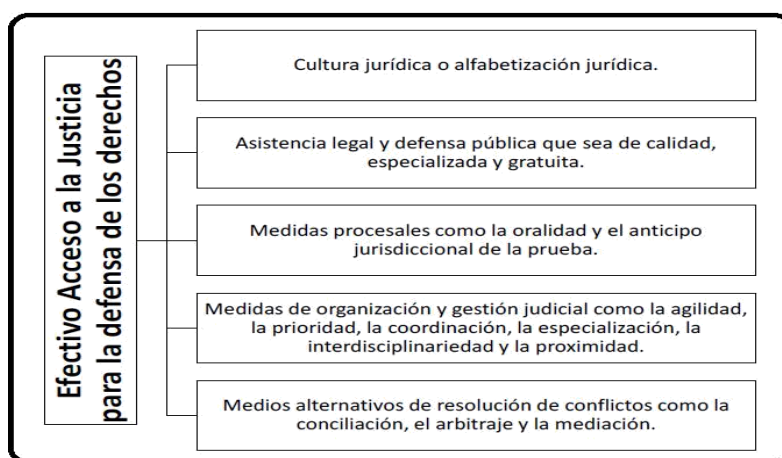 Efectivo Acceso a la Justicia
para la defensa de los derechos
Cultura jurídica o alfabetización jurídica.
Asistencia legal y defensa pública que sea de calidad,
especializada y gratuita.
Medidas procesales como la oralidad y el anticipo
jurisdiccional de la prueba.
Medidas de organización y gestión judicial como la agilidad,
la prioridad, la coordinación, la especialización, la
interdisciplinariedad y la proximidad.
Medios alternativos de resolución de conflictos como la
conciliación, el arbitraje y la mediación.